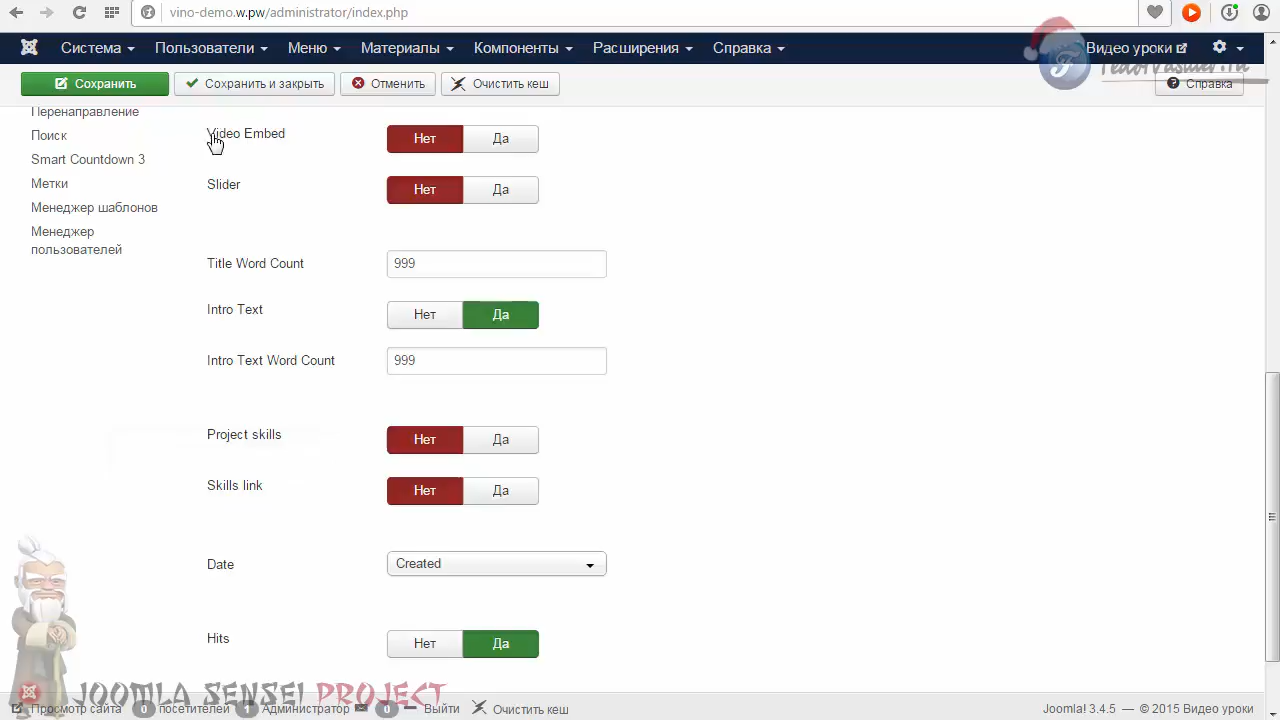 vino-demo.w.pw/administrator/index.php
Система Пользователи Меню Материалы Компоненты Расширения Справка Видео уроки
Сохранить Сохранить и закрыть Отменить Очистить кеш Справка
Перенаправление
Поиск
Smart Countdown 3
Метки
Менеджер шаблонов
Менеджер
пользователей
Video Embed Нет Да
Slider Нет Да
Title Word Count 999
Intro Text Нет Да
Intro Text Word Count 999
Project skills Нет Да
Skills link Нет Да
Date Created
Hits Нет Да
JOOMLA SENSEI PROJECT
Просмотр сайта 0 посетителей 1 Администратор 0 Выйти Очистить кеш Joomla! 3.4.5 — © 2015 Видео уроки